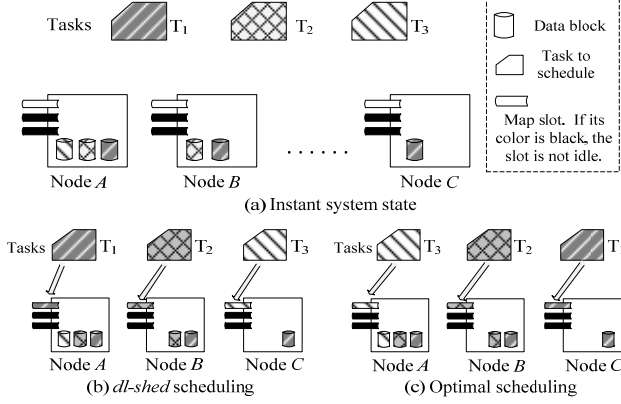 Tasks T1 T2 T3
Data block
Task to
schedule
Map slot. If its
color is black, the
slot is not idle.
Node A Node B ...... Node C
(a) Instant system state
Tasks T1 T2 T3
Node A Node B Node C
(b) dl-shed scheduling
Tasks T3 T2 T1
Node A Node B Node C
(c) Optimal scheduling